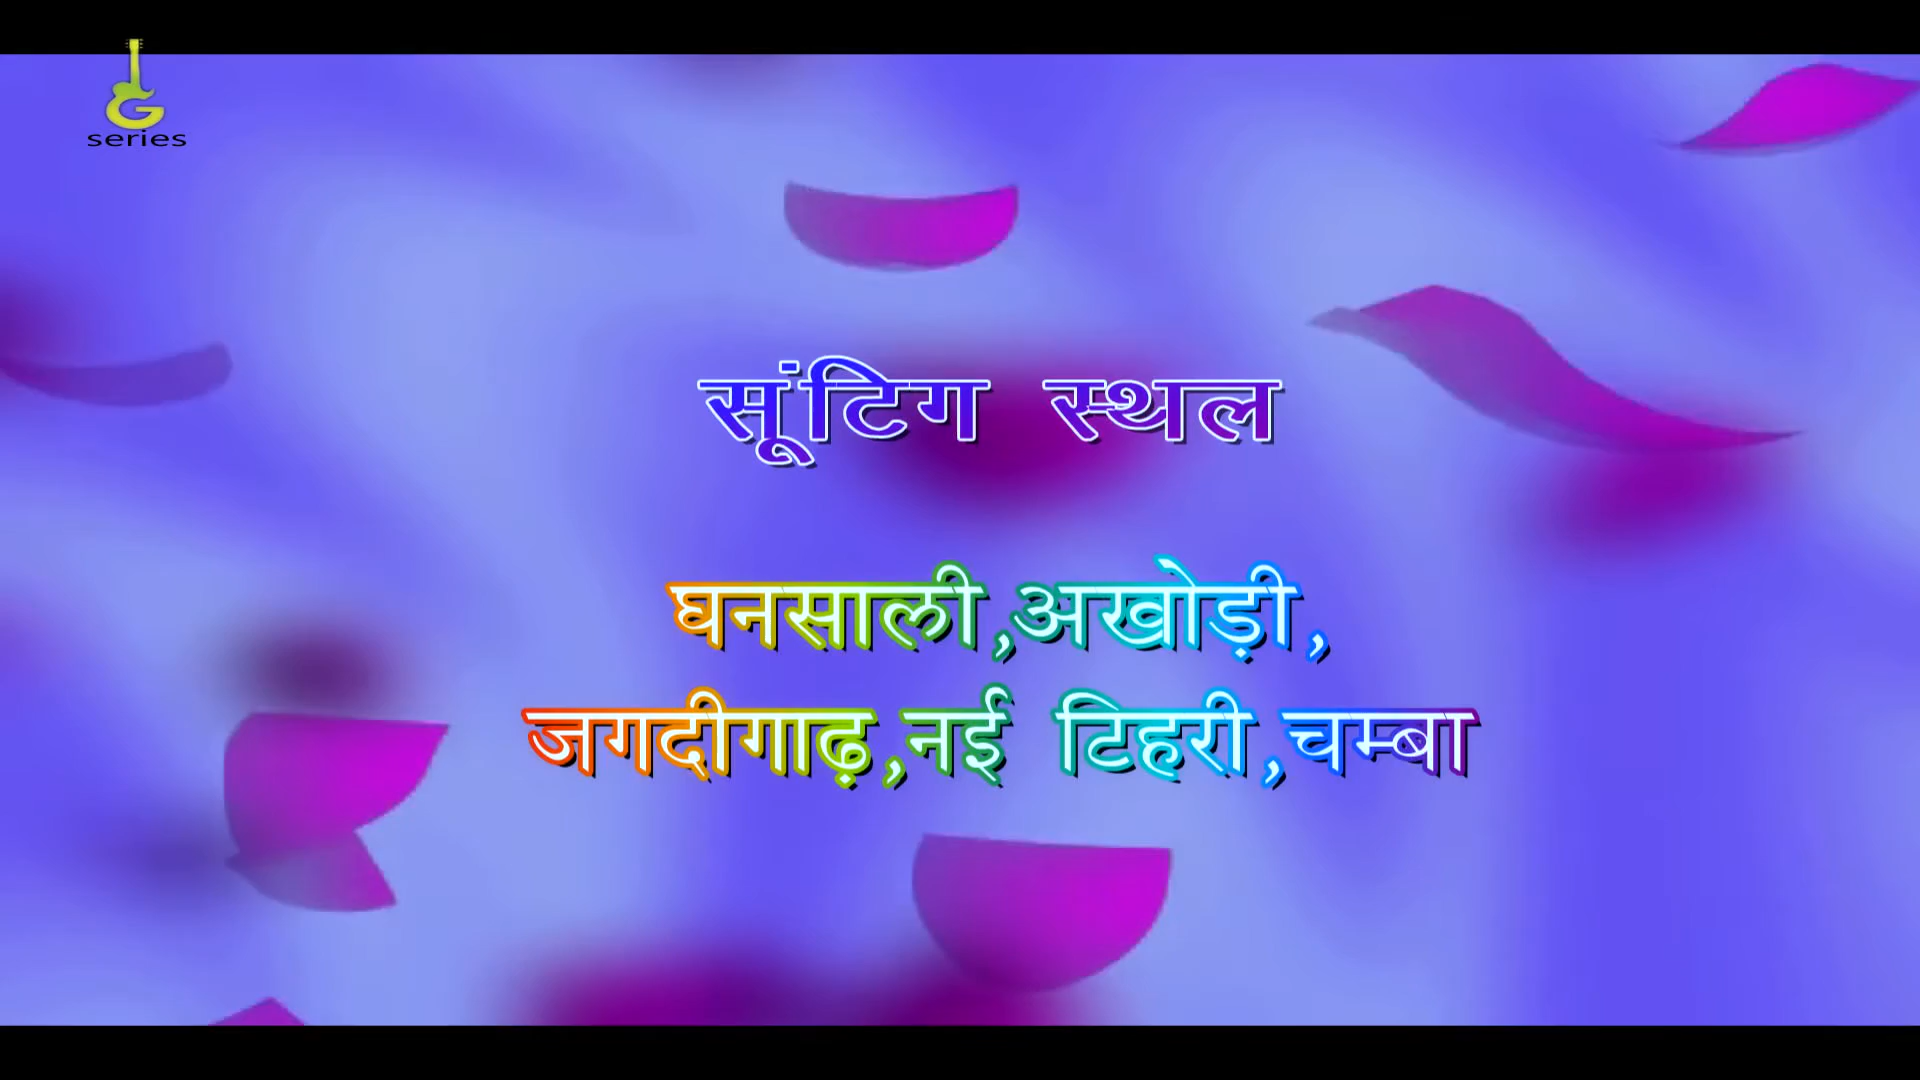 G
series
सूंटिग स्थल
घनसाली,अखोड़ी,
जगदीगाढ़,नई टिहरी,चम्बा